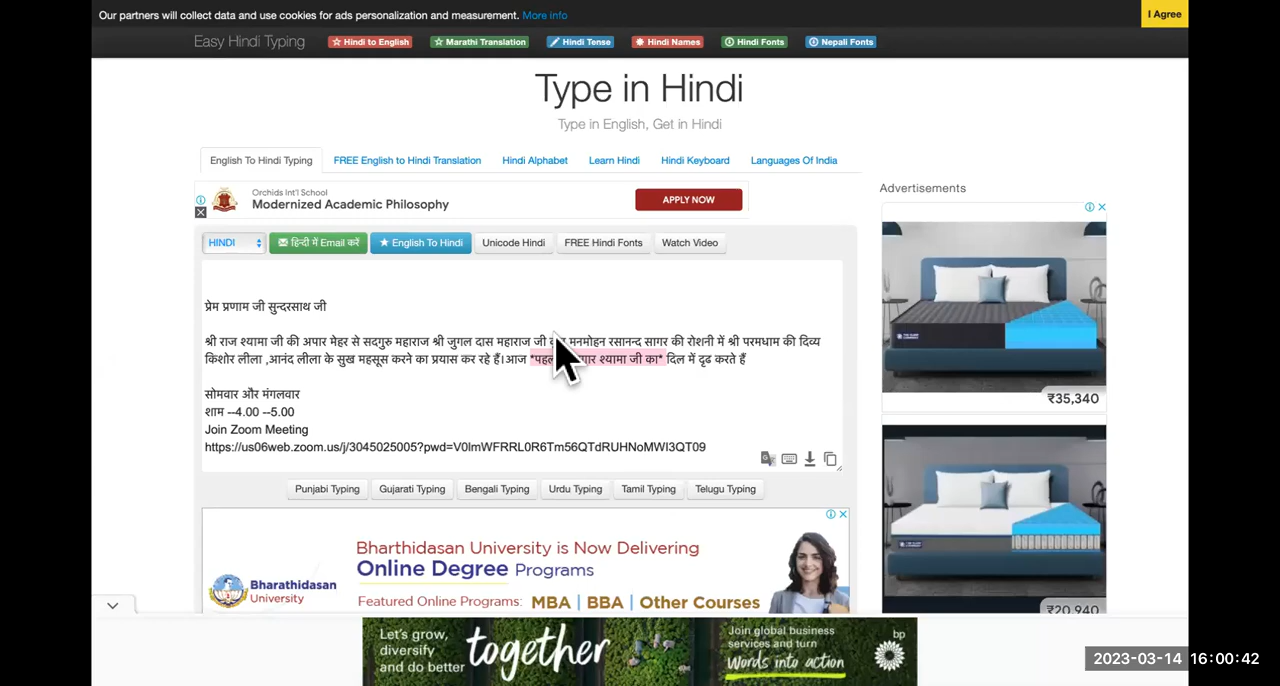 Our partners will collect data and use cookies for ads personalization and measurement. More info
I Agree
Easy Hindi Typing
Hindi to English
Marathi Translation
Hindi Tense
Hindi Names
Hindi Fonts
Nepali Fonts
Type in Hindi
Type in English, Get in Hindi
English To Hindi Typing
FREE English to Hindi Translation
Hindi Alphabet
Learn Hindi
Hindi Keyboard
Languages Of India
Advertisements
Orchids Int'l School
Modernized Academic Philosophy
APPLY NOW
HINDI
हिन्दी में Email करें
English To Hindi
Unicode Hindi
FREE Hindi Fonts
Watch Video
प्रेम प्रणाम जी सुन्दरसाथ जी
श्री राज श्यामा जी की अपार मेहर से सदगुरु महाराज श्री जुगल दास महाराज जी मनमोहन रसानन्द सागर की रोशनी में श्री परमधाम की दिव्य
किशोर लीला ,आनंद लीला के सुख महसूस करने का प्रयास कर रहे हैं।आज श्यामा जी का* दिल में दृढ करते हैं
सोमवार और मंगलवार
शाम --4.00 --5.00
Join Zoom Meeting
https://us06web.zoom.us/j/3045025005?pwd=V0lmWFRRL0R6Tm56QTdRUHNoMWI3QT09
₹35,340
Punjabi Typing
Gujarati Typing
Bengali Typing
Urdu Typing
Tamil Typing
Telugu Typing
Bharthidasan University is Now Delivering
Online Degree Programs
Bharathidasan
University
Featured Online Programs: MBA | BBA | Other Courses
₹20,940
Let's grow,
diversify
and do better
together
Join global business
services and turn
Words into action
bp
2023-03-14 16:00:42